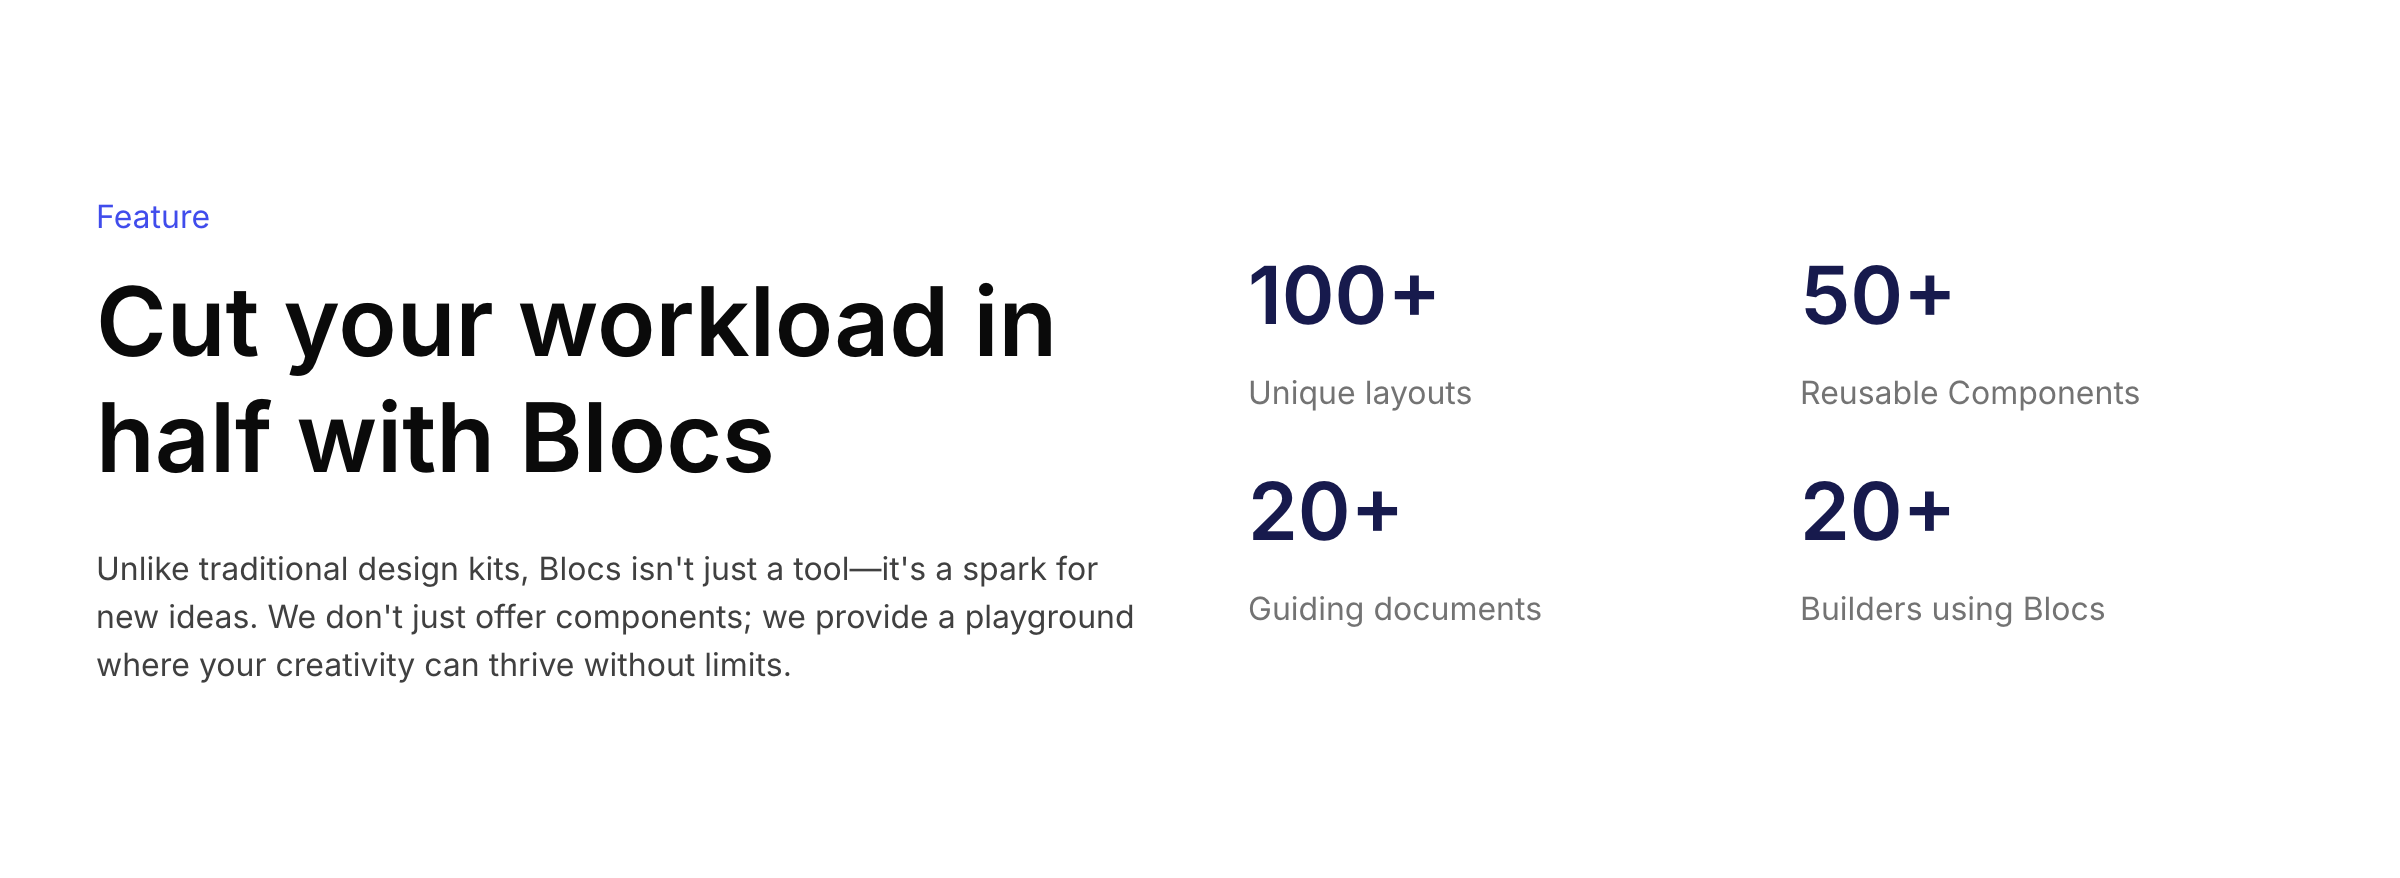 Feature
Cut your workload in
half with Blocs
Unlike traditional design kits, Blocs isn't just a tool—it's a spark for
new ideas. We don't just offer components; we provide a playground
where your creativity can thrive without limits.
100+
Unique layouts
50+
Reusable Components
20+
Guiding documents
20+
Builders using Blocs